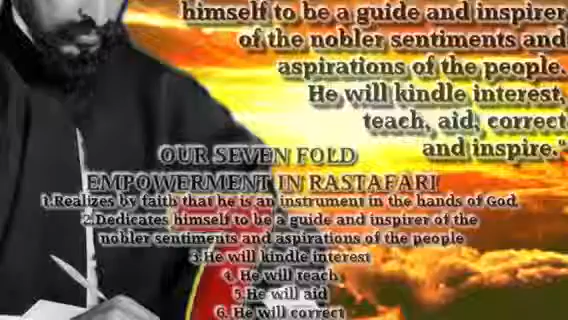 himself to be a guide and inspirer
of the nobler sentiments and
aspirations of the people.
He will kindle interest,
teach, aid, correct
and inspire."
OUR SEVEN FOLD
EMPOWERMENT IN RASTAFARI
1.Realizes by faith that he is an instrument in the hands of God,
2.Dedicates himself to be a guide and inspirer of the
nobler sentiments and aspirations of the people
3.He will kindle interest
4. He will teach
5.He will aid
6. He will correct